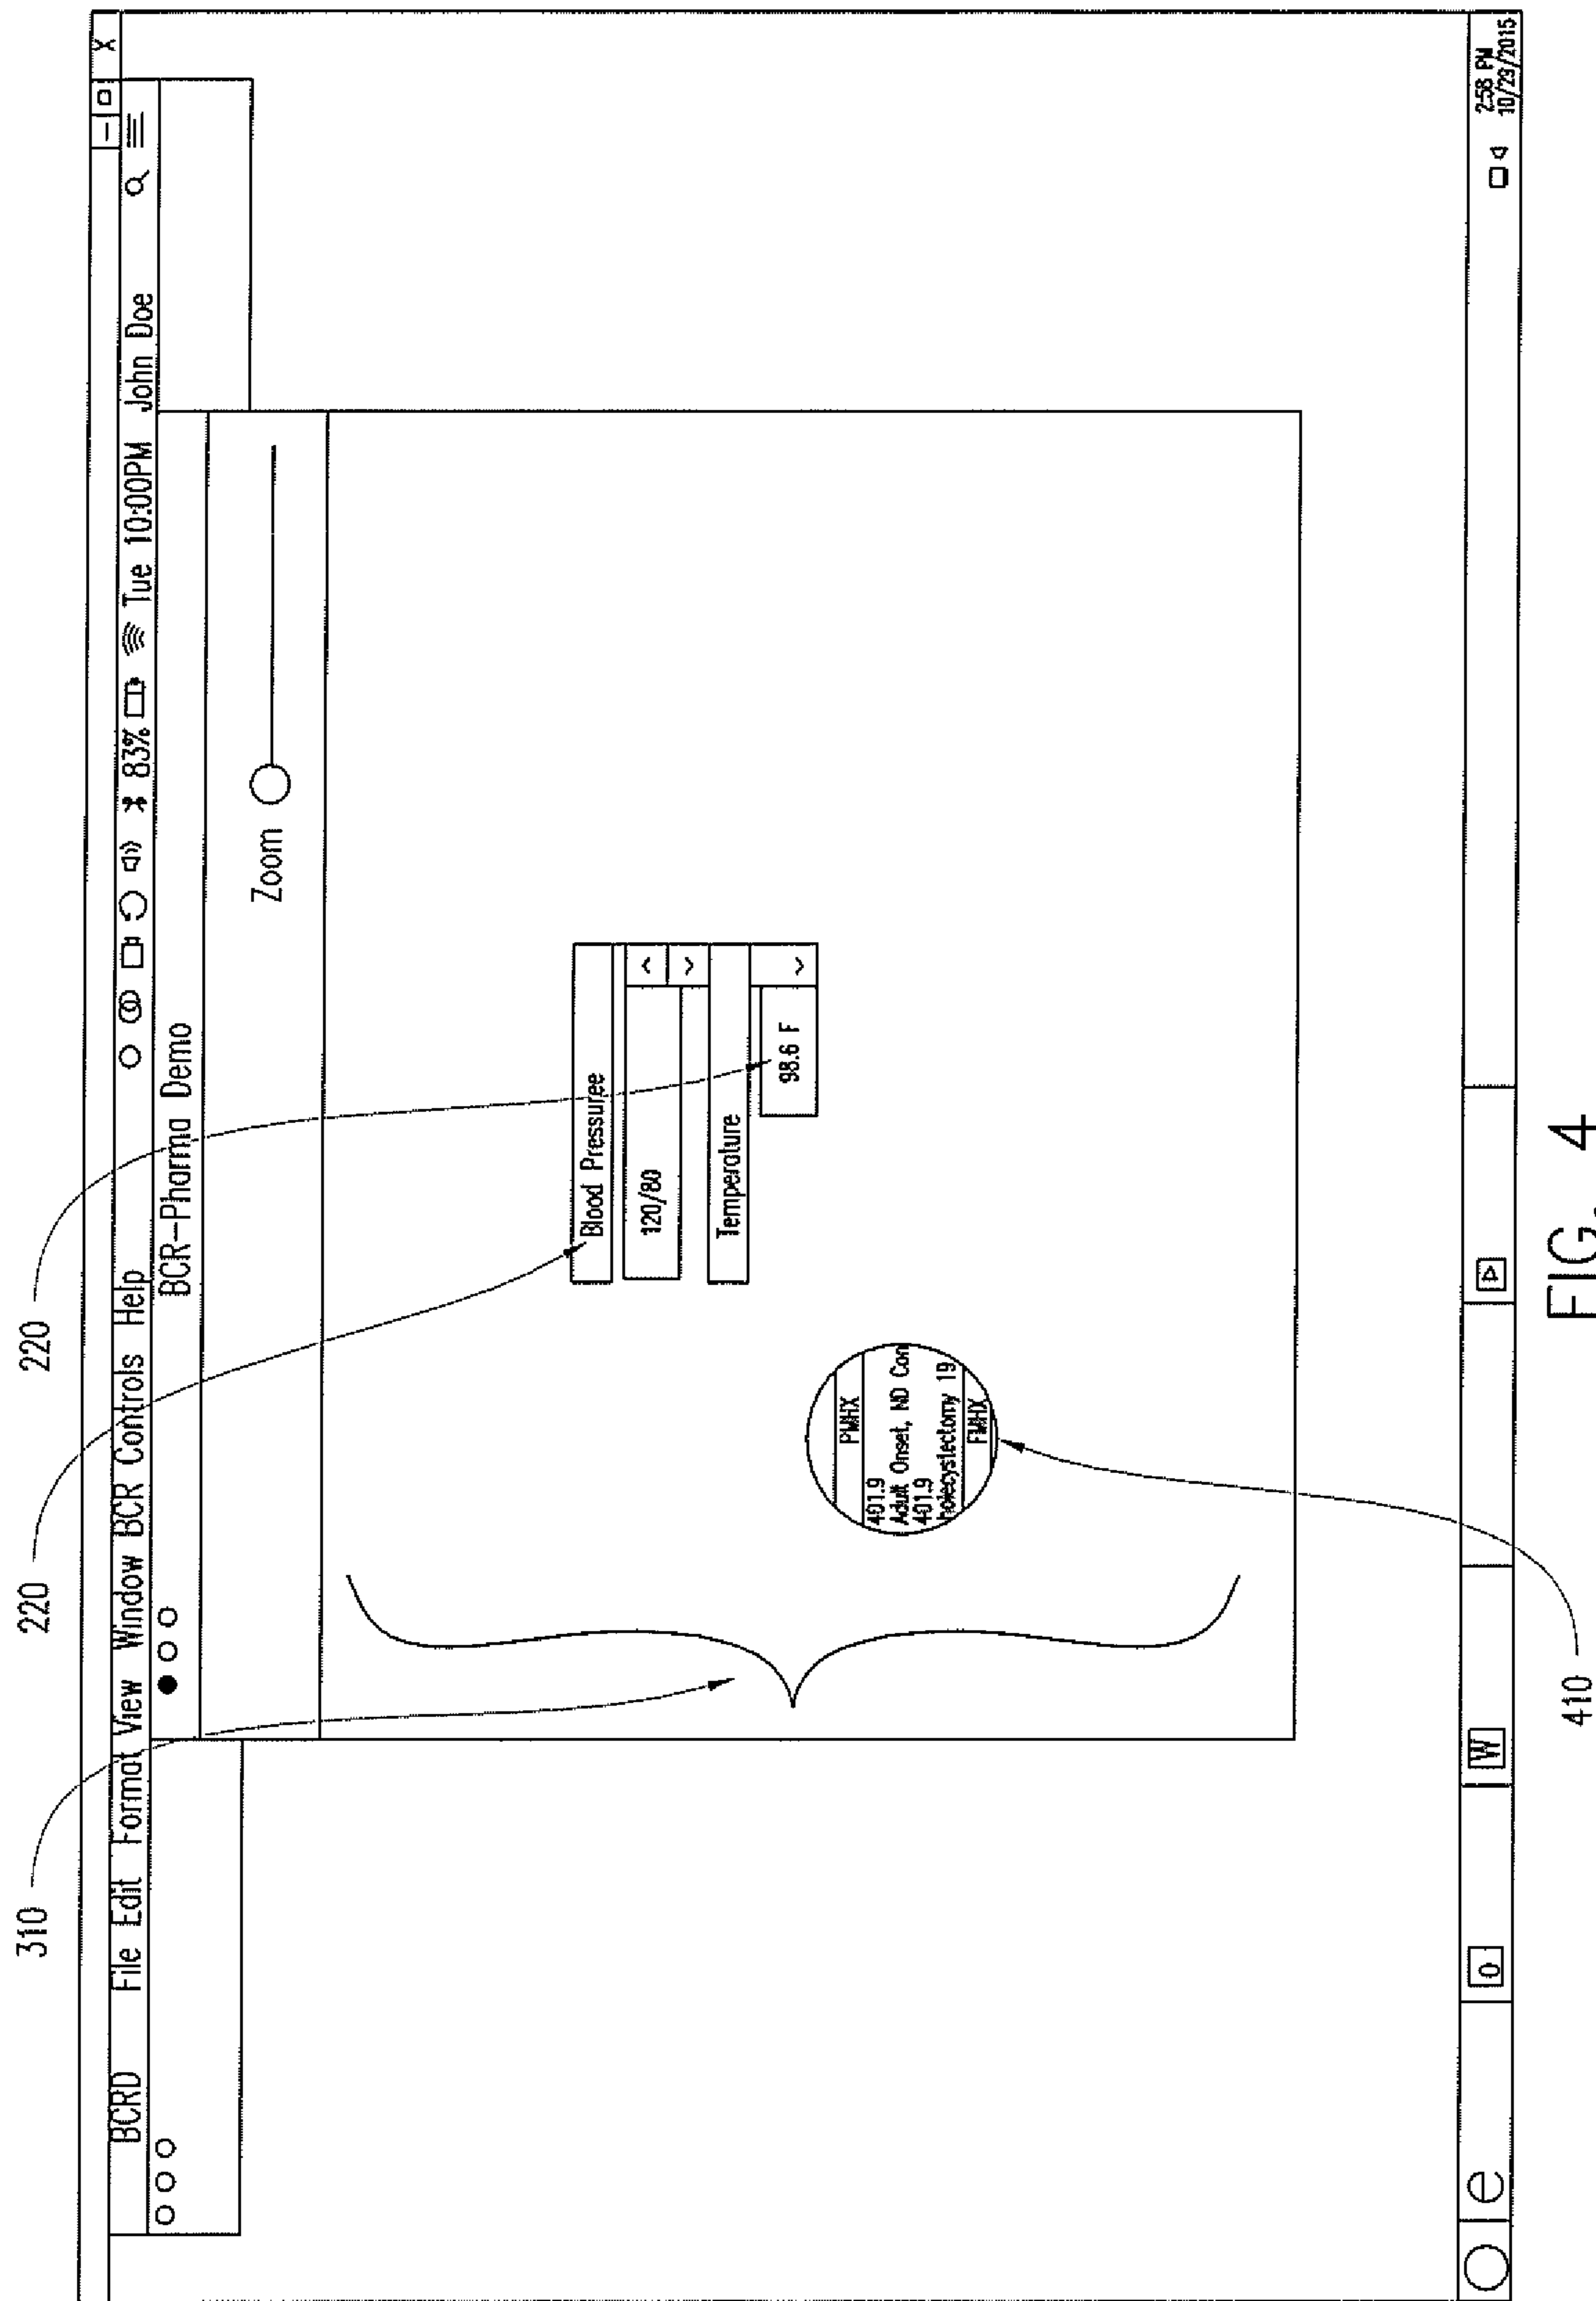 310
220
220
— X
BCRD File Edit Format View Window BCR Controls Help 83% Tue 10:00PM John Doe
BCR-Pharma Demo
Zoom
Blood Pressuree
120/80
Temperature
98.6 F
PMHX
401.9
Adult Onset, ND Con
401.9
holecystectomy 19
FMHX
e o W
2:58 PM
10/29/2015
410
FIG. 4